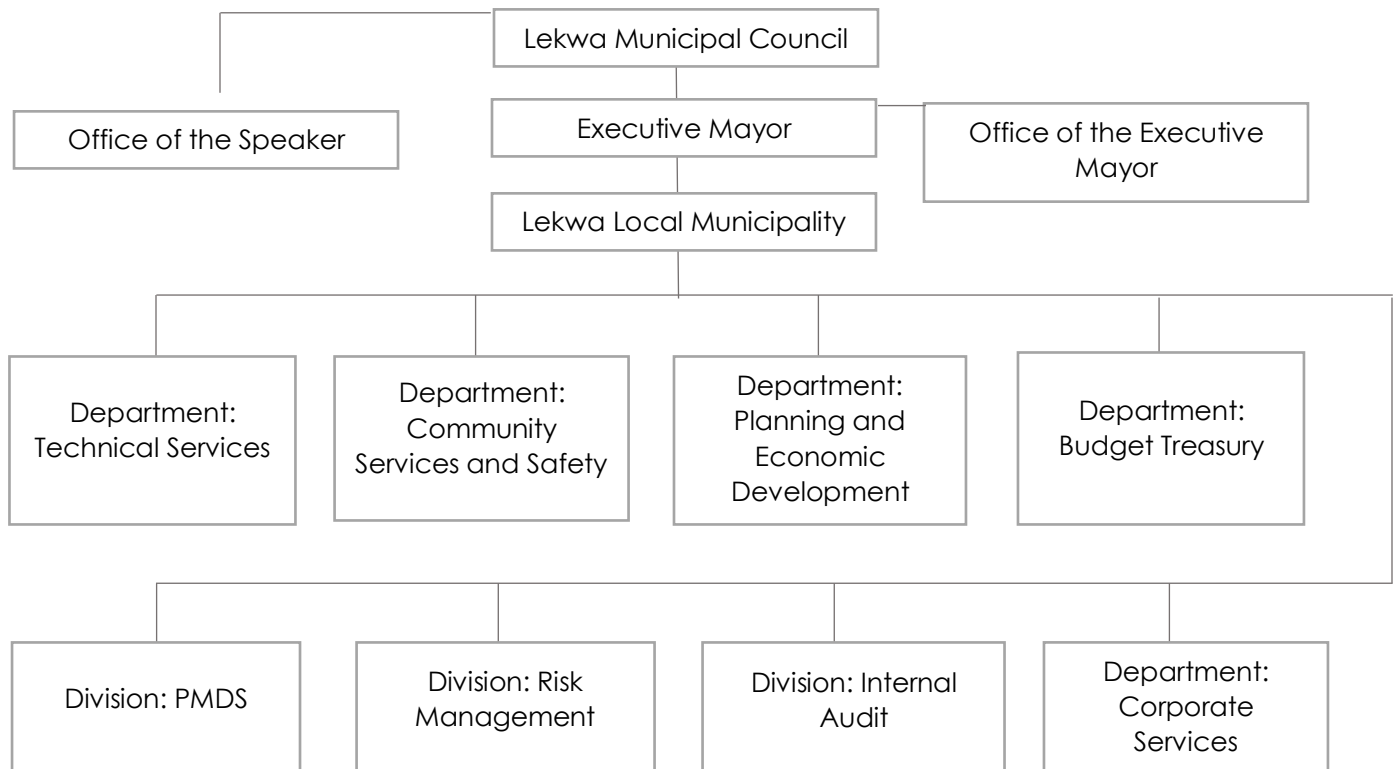 Lekwa Municipal Council
Office of the Speaker
Executive Mayor
Office of the Executive
Mayor
Lekwa Local Municipality
Department:
Technical Services
Department:
Community
Services and Safety
Department:
Planning and
Economic
Development
Department:
Budget Treasury
Division: PMDS
Division: Risk
Management
Division: Internal
Audit
Department:
Corporate
Services